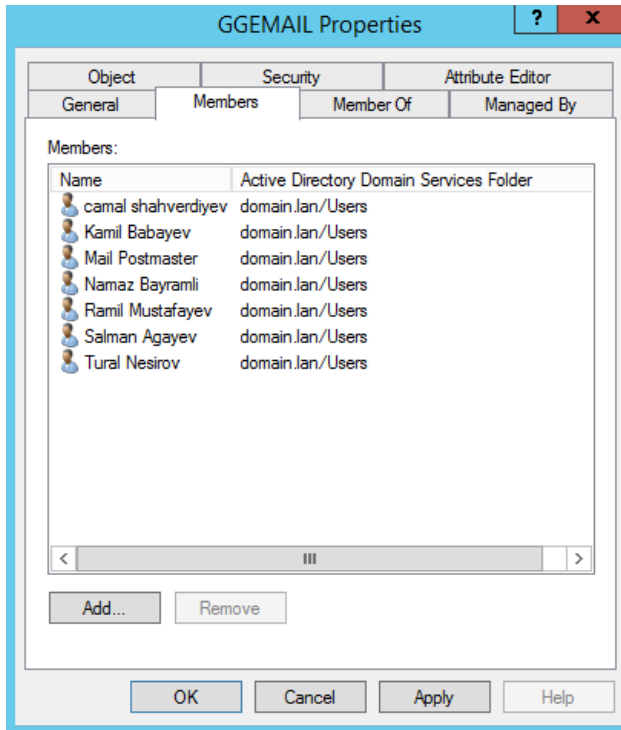 GGEMAIL Properties
? x
Object Security Attribute Editor
General Members Member Of Managed By
Members:
Name Active Directory Domain Services Folder
camal shahverdiyev domain.lan/Users
Kamil Babayev domain.lan/Users
Mail Postmaster domain.lan/Users
Namaz Bayramli domain.lan/Users
Ramil Mustafayev domain.lan/Users
Salman Agayev domain.lan/Users
Tural Nesirov domain.lan/Users
Add... Remove
OK Cancel Apply Help